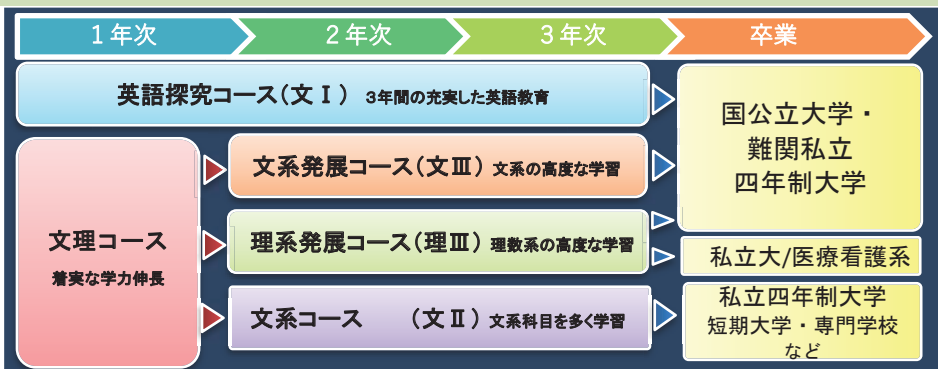 1年次 2年次 3年次 卒業
英語探究コース(文Ⅰ) 3年間の充実した英語教育
国公立大学・
難関私立
四年制大学
文理コース
着実な学力伸長
文系発展コース(文Ⅲ) 文系の高度な学習
理系発展コース(理Ⅲ) 理数系の高度な学習
私立大/医療看護系
文系コース (文Ⅱ) 文系科目を多く学習
私立四年制大学
短期大学・専門学校
など